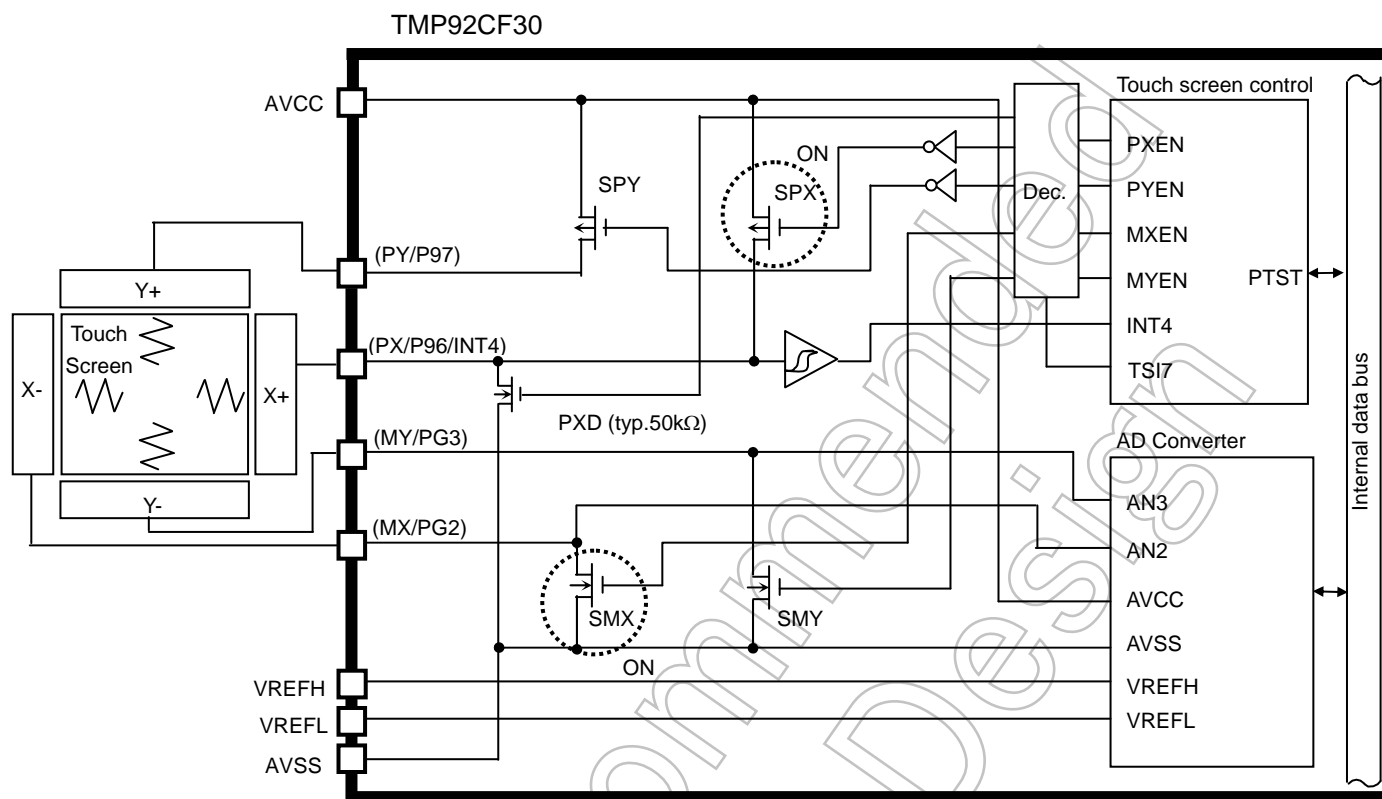 TMP92CF30
AVCC
Touch screen control
ON
PXEN
SPY
SPX
Dec.
PYEN
MXEN
(PY/P97)
MYEN
PTST
Y+
(PX/P96/INT4)
INT4
Touch
Screen
TSI7
X-
X+
PXD (typ.50kΩ)
(MY/PG3)
AD Converter
Internal data bus
Y-
AN3
(MX/PG2)
AN2
AVCC
SMX
SMY
AVSS
ON
VREFH
VREFH
VREFL
VREFL
AVSS
ommended
Design